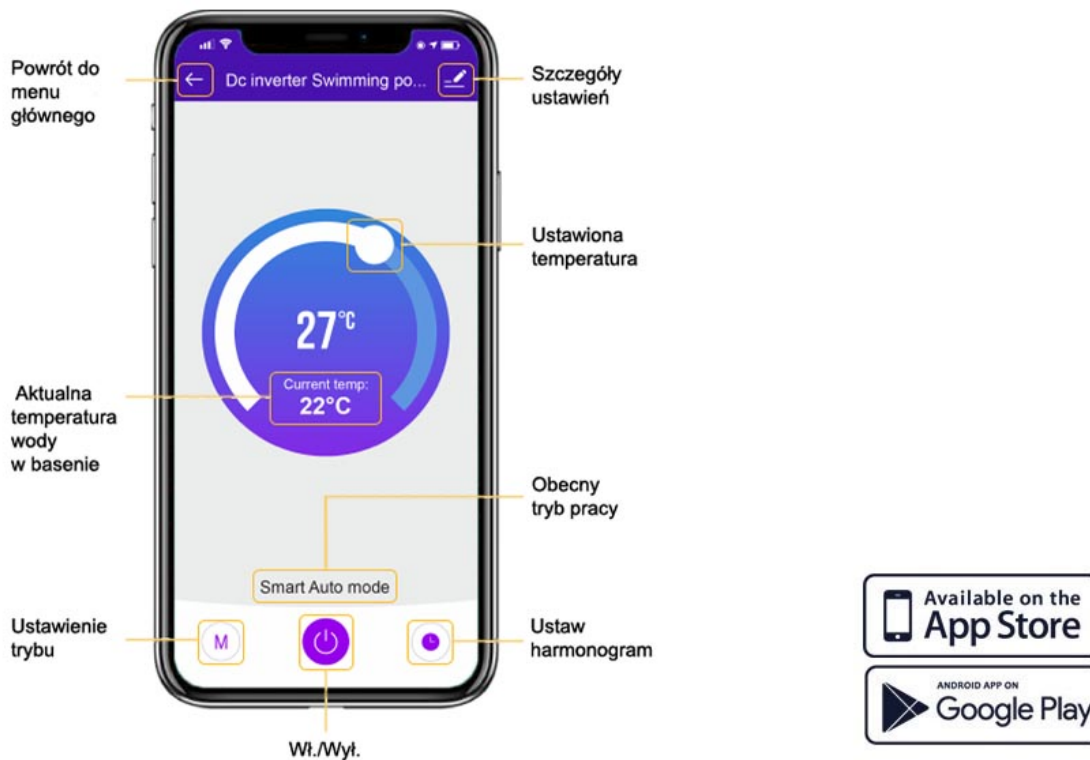 Powrót do
menu
głównego
Dc inverter Swimming po...
Szczegóły
ustawień
Ustawiona
temperatura
27°C
Current temp:
22°C
Aktualna
temperatura
wody
w basenie
Obecny
tryb pracy
Smart Auto mode
Ustawienie
trybu
M
Ustaw
harmonogram
Wł./Wył.
Available on the
App Store
ANDROID APP ON
Google Play